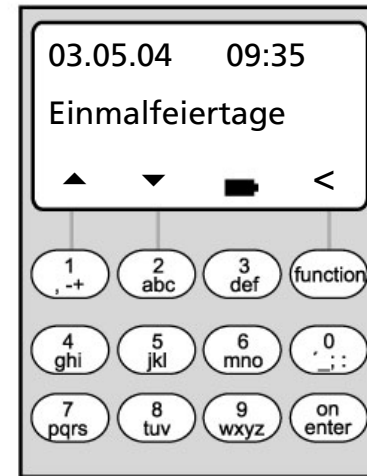 03.05.04 09:35
Einmalfeiertage
<
1 2 3 function
, -+ abc def
4 5 6 0
ghi jkl mno ´_; :
7 8 9 on
pqrs tuv wxyz enter